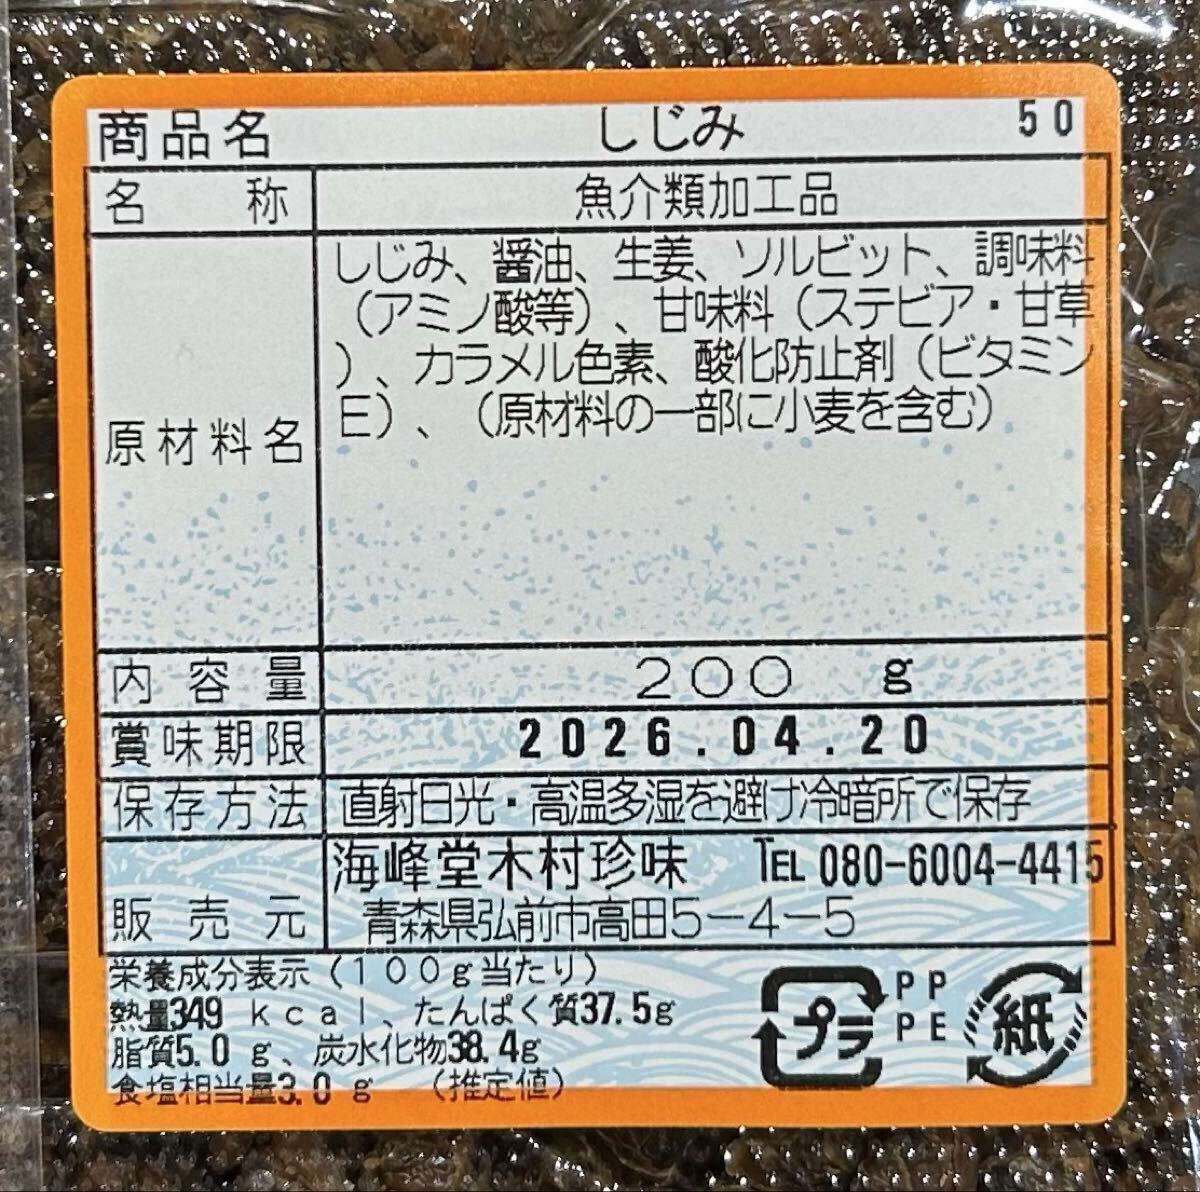 商品名 しじみ 50
名称 魚介類加工品
原材料名 しじみ、醤油、生姜、ソルビット、調味料
（アミノ酸等）、甘味料（ステビア・甘草
）、カラメル色素、酸化防止剤（ビタミン
E）、（原材料の一部に小麦を含む）
内容量 200 g
賞味期限 2026.04.20
保存方法 直射日光・高温多湿を避け冷暗所で保存
販売元 海峰堂木村珍味 TEL 080-6004-4415
青森県弘前市高田5-4-5
栄養成分表示（100g当たり）
熱量349 kcal、たんぱく質37.5g
脂質5.0 g、炭水化物38.4g
食塩相当量3.0 g （推定値）
プラ PP
PE
紙